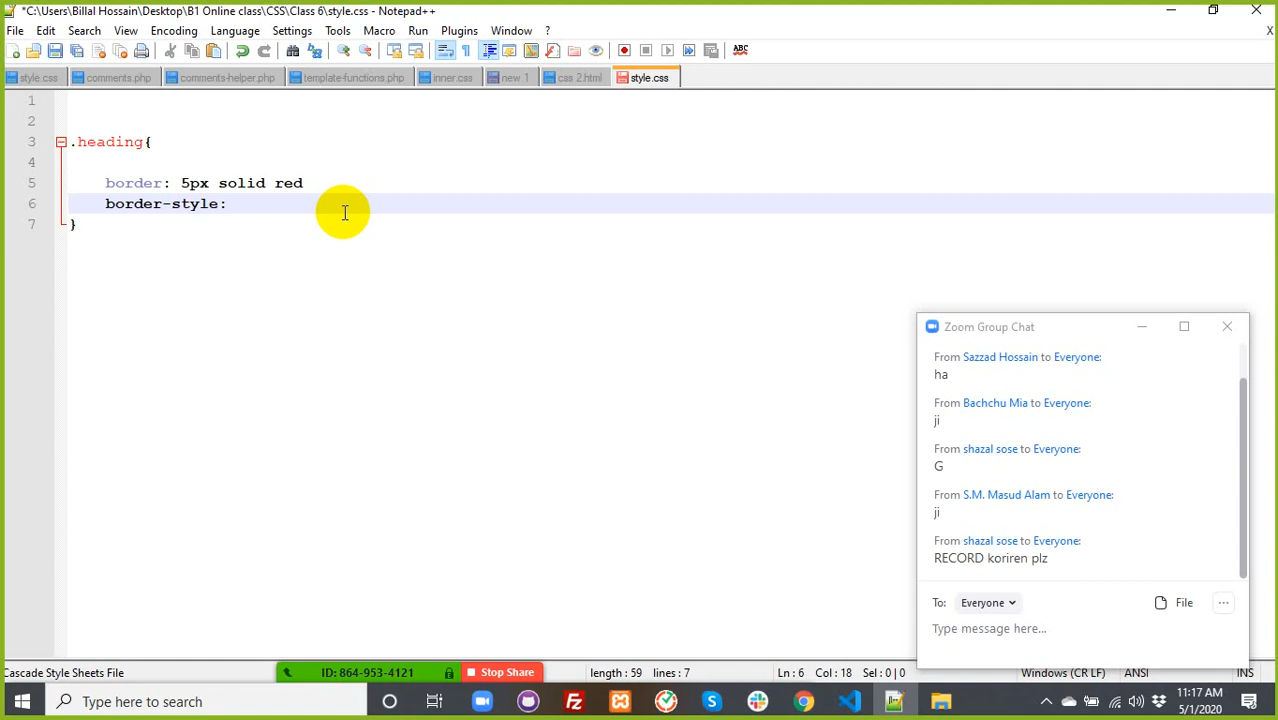 *C:\Users\Billal Hossain\Desktop\B1 Online class\CSS\Class 6\style.css - Notepad++
File Edit Search View Encoding Language Settings Tools Macro Run Plugins Window ? X
ABC
style.css comments.php comments-helper.php template-functions.php inner.css new 1 css 2.html style.css
1
2
3 .heading{
4
5 border: 5px solid red
6 border-style:
7 }
Zoom Group Chat
From Sazzad Hossain to Everyone:
ha
From Bachchu Mia to Everyone:
ji
From shazal sose to Everyone:
G
From S.M. Masud Alam to Everyone:
ji
From shazal sose to Everyone:
RECORD koriren plz
To: Everyone File ...
Type message here...
Cascade Style Sheets File ID: 864-953-4121 Stop Share length : 59 lines : 7 Ln : 6 Col : 18 Sel : 0 | 0 Windows (CR LF) ANSI INS
Type here to search 11:17 AM
5/1/2020